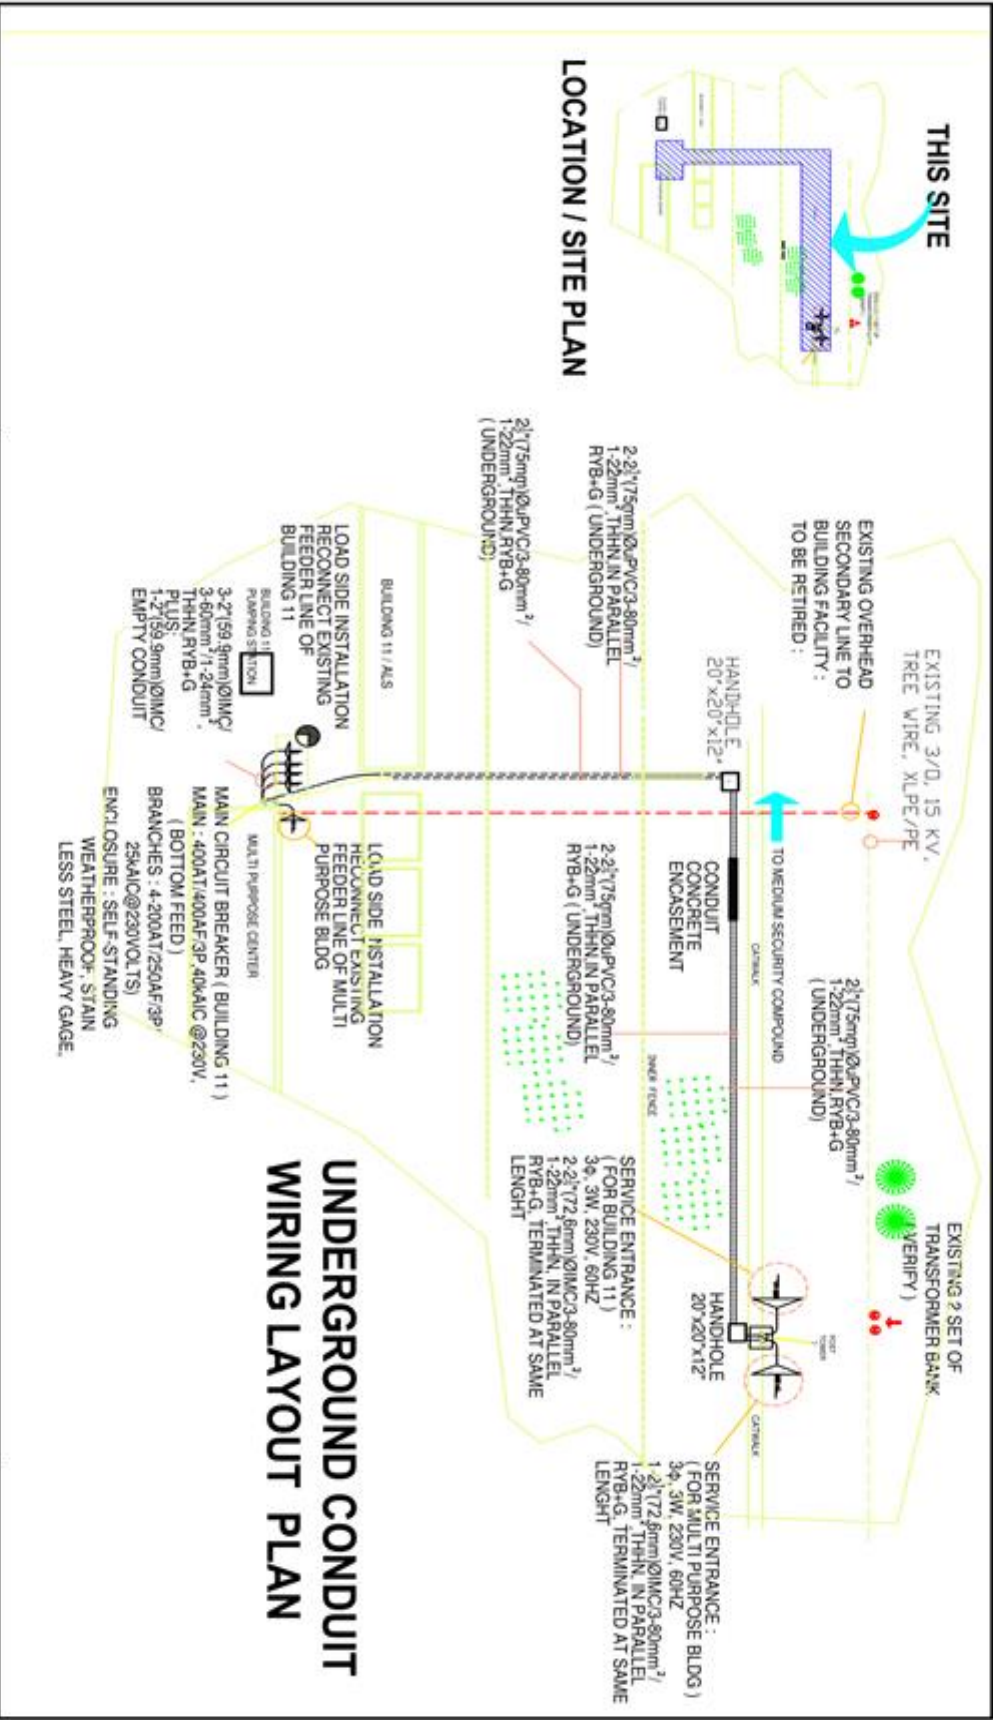 THIS SITE
LOCATION / SITE PLAN
EXISTING 3/0, 15 KV,
TREE WIRE, XLPE/PE
EXISTING OVERHEAD
SECONDARY LINE TO
BUILDING FACILITY :
TO BE RETIRED :
EXISTING 2 SET OF
TRANSFORMER BANK
( VERIFY )
2-2½"(75mm)ØuPVC/3-80mm²/
1-22mm², THHN,IN PARALLEL
RYB+G ( UNDERGROUND)
2½"(75mm)ØuPVC/3-80mm²/
1-22mm²,THHN,RYB+G
( UNDERGROUND)
HANDHOLE
20"x20"x12"
TO MEDIUM SECURITY COMPOUND
CATWALK
2½"(75mm)ØuPVC/3-80mm²/
1-22mm²,THHN,RYB+G
( UNDERGROUND)
CONDUIT
CONCRETE
ENCASEMENT
2-2½"(75mm)ØuPVC/3-80mm²/
1-22mm²,THHN,IN PARALLEL
RYB+G ( UNDERGROUND)
INNER FENCE
HANDHOLE
20"x20"x12"
POST
TOWER
CATWALK
SERVICE ENTRANCE :
( FOR BUILDING 11 )
3Φ, 3W, 230V, 60HZ
2-2½"(72.6mm)ØIMC/3-80mm²/
1-22mm²,THHN, IN PARALLEL
RYB+G, TERMINATED AT SAME
LENGHT
SERVICE ENTRANCE :
( FOR MULTI PURPOSE BLDG )
3Φ, 3W, 230V, 60HZ
1-2½"(72.6mm)ØIMC/3-80mm²/
1-22mm²,THHN, IN PARALLEL
RYB+G, TERMINATED AT SAME
LENGHT
BUILDING 11 / ALS
LOAD SIDE INSTALLATION
RECONNECT EXISTING
FEEDER LINE OF
BUILDING 11
BUILDING 11
PUMPING STATION
3-2"(59.9mm)ØIMC/
3-60mm²/1-24mm²,
THHN,RYB+G
PLUS:
1-2"(59.9mm)ØIMC/
EMPTY CONDUIT
LOAD SIDE INSTALLATION
RECONNECT EXISTING
FEEDER LINE OF MULTI
PURPOSE BLDG
MULTI PURPOSE CENTER
MAIN CIRCUIT BREAKER ( BUILDING 11 )
MAIN : 400AT/400AF/3P,40kAIC @230V,
( BOTTOM FEED )
BRANCHES : 4-200AT/250AF/3P,
25kAIC@230VOLTS)
ENCLOSURE : SELF-STANDING
WEATHERPROOF, STAIN
LESS STEEL, HEAVY GAGE,
UNDERGROUND CONDUIT
WIRING LAYOUT PLAN